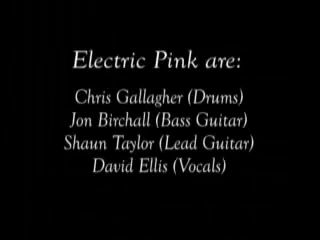 Electric Pink are:
Chris Gallagher (Drums)
Jon Birchall (Bass Guitar)
Shaun Taylor (Lead Guitar)
David Ellis (Vocals)